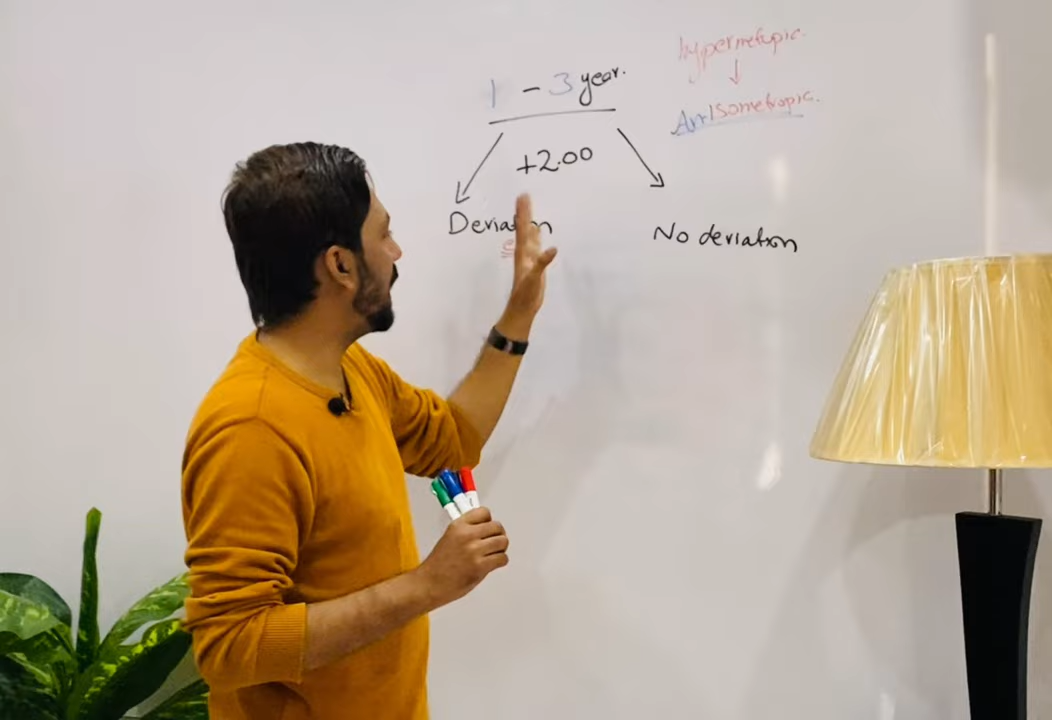 hypermetropic.
↓
AnIsometropic.
1 - 3 year.
+2.00
Deviation
No deviation